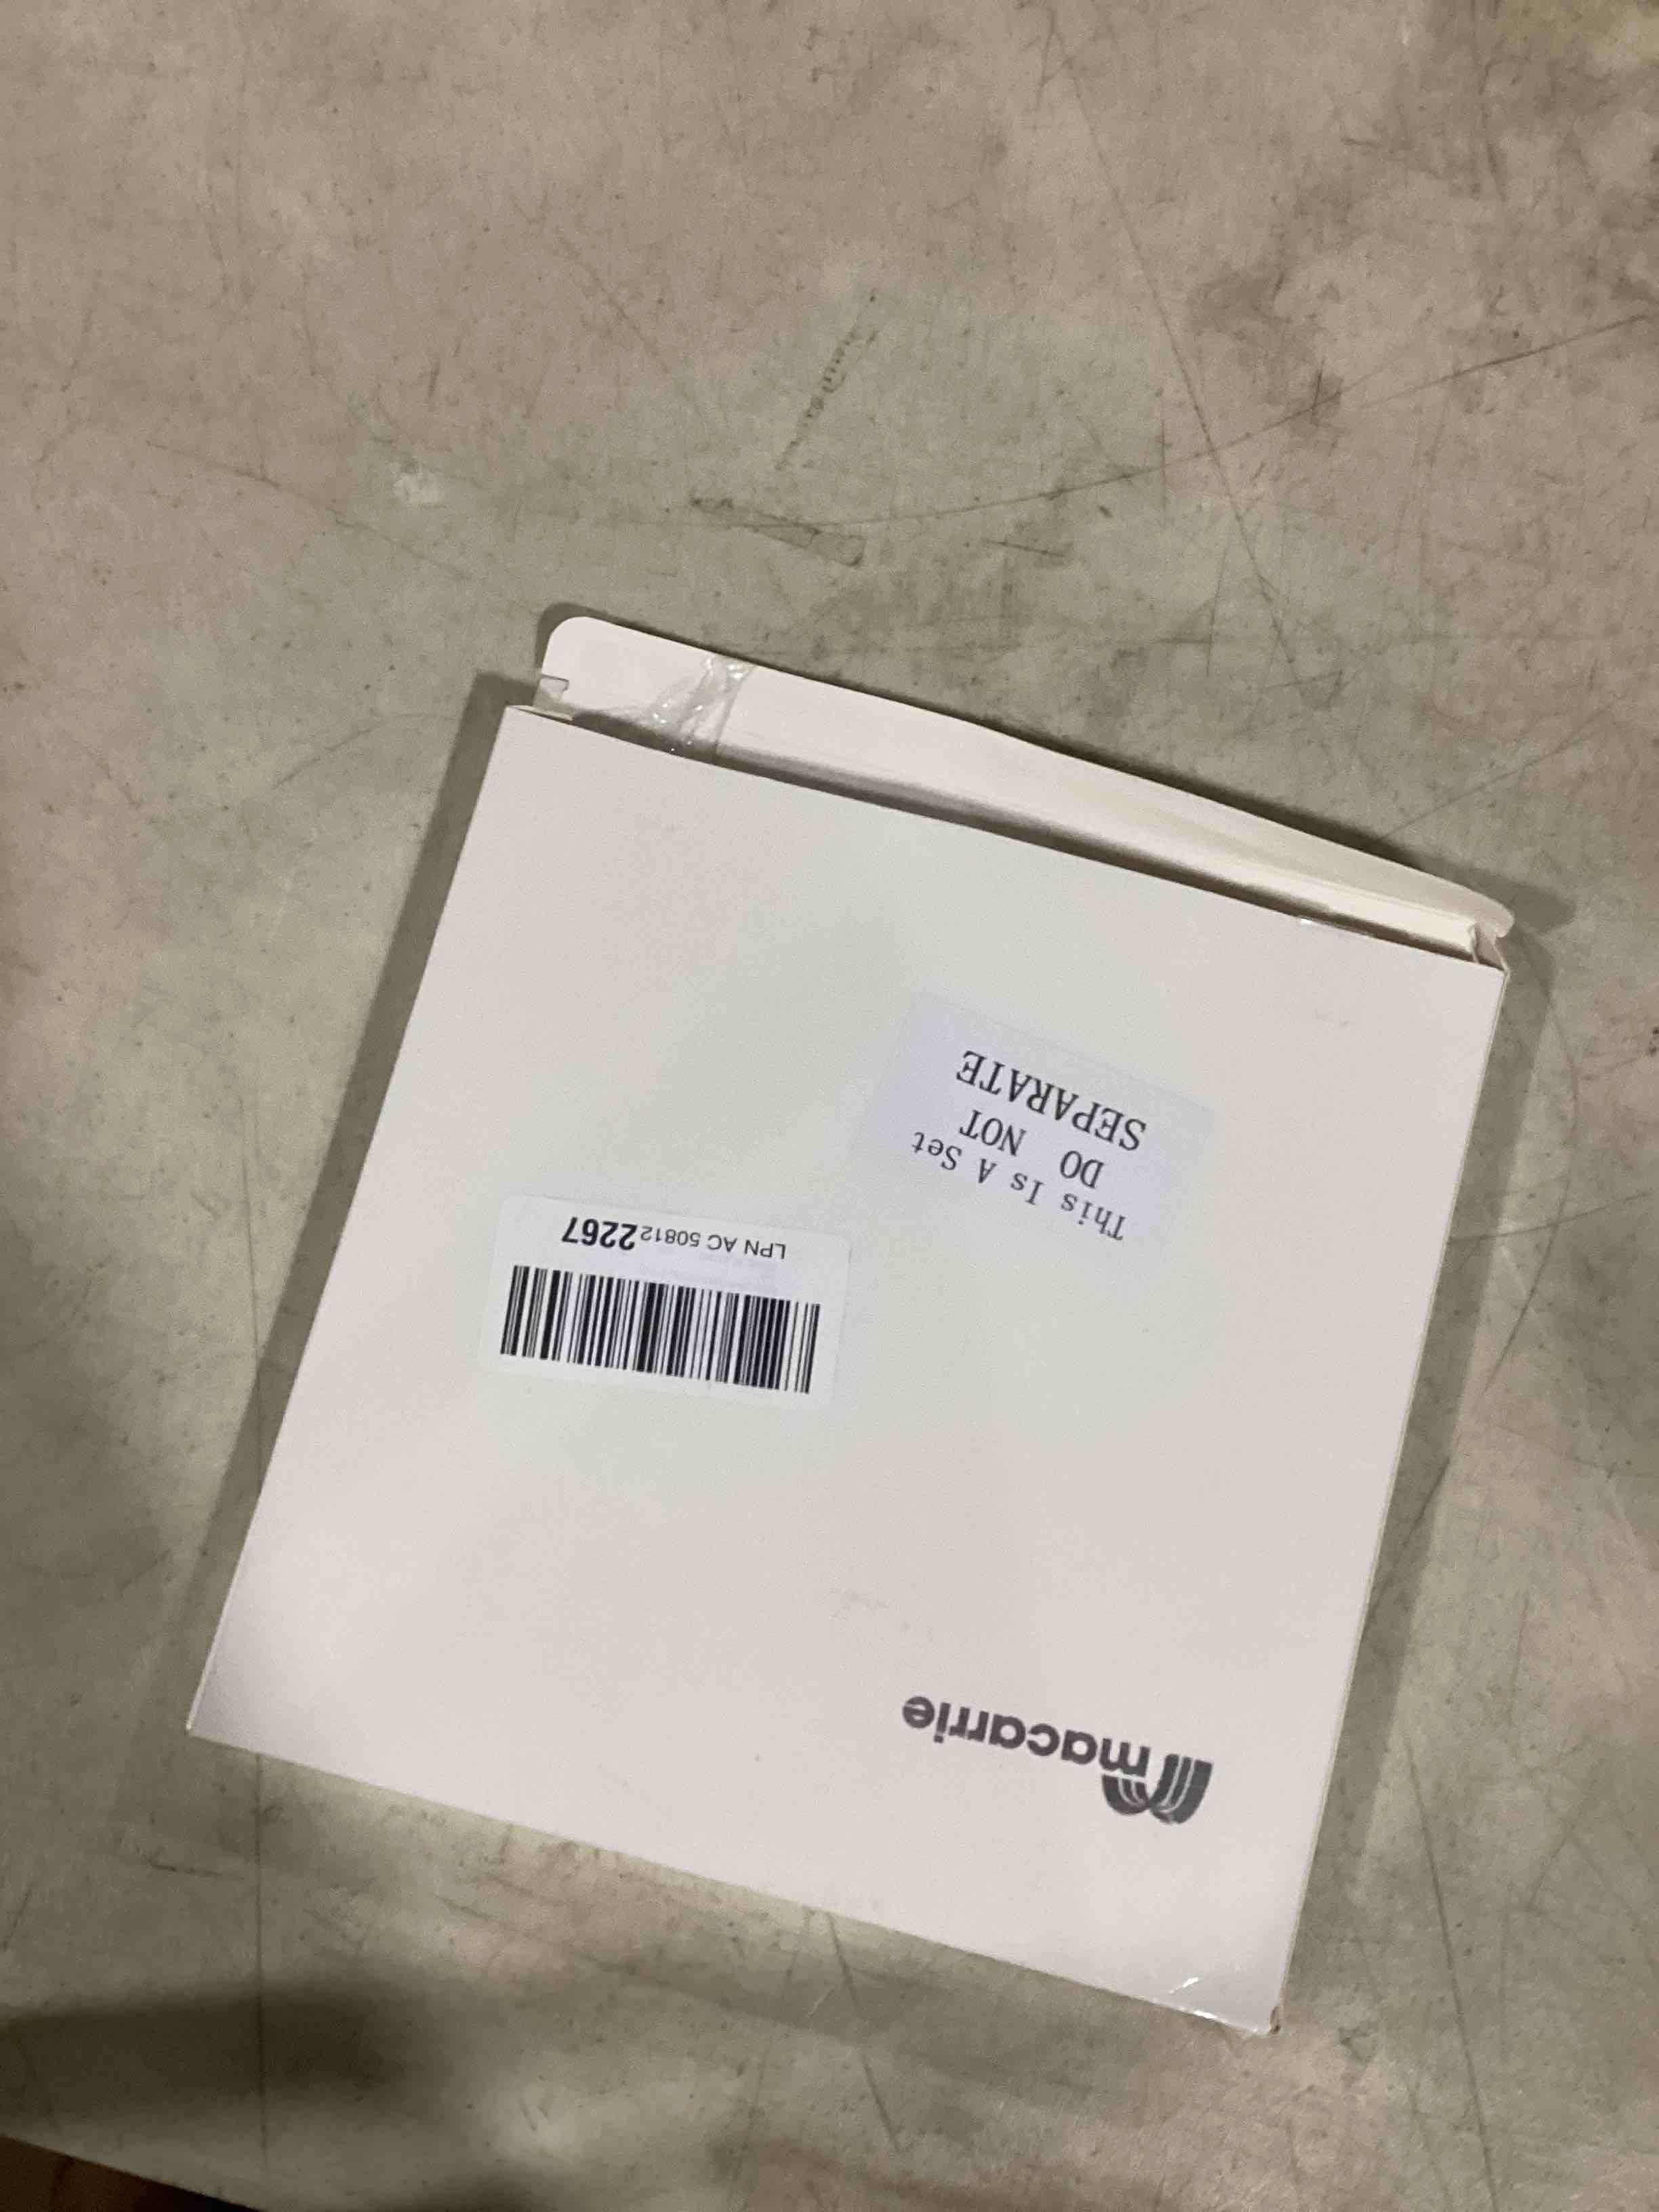 macarrie
LPN AC 508122267
This Is A Set
DO NOT
SEPARATE